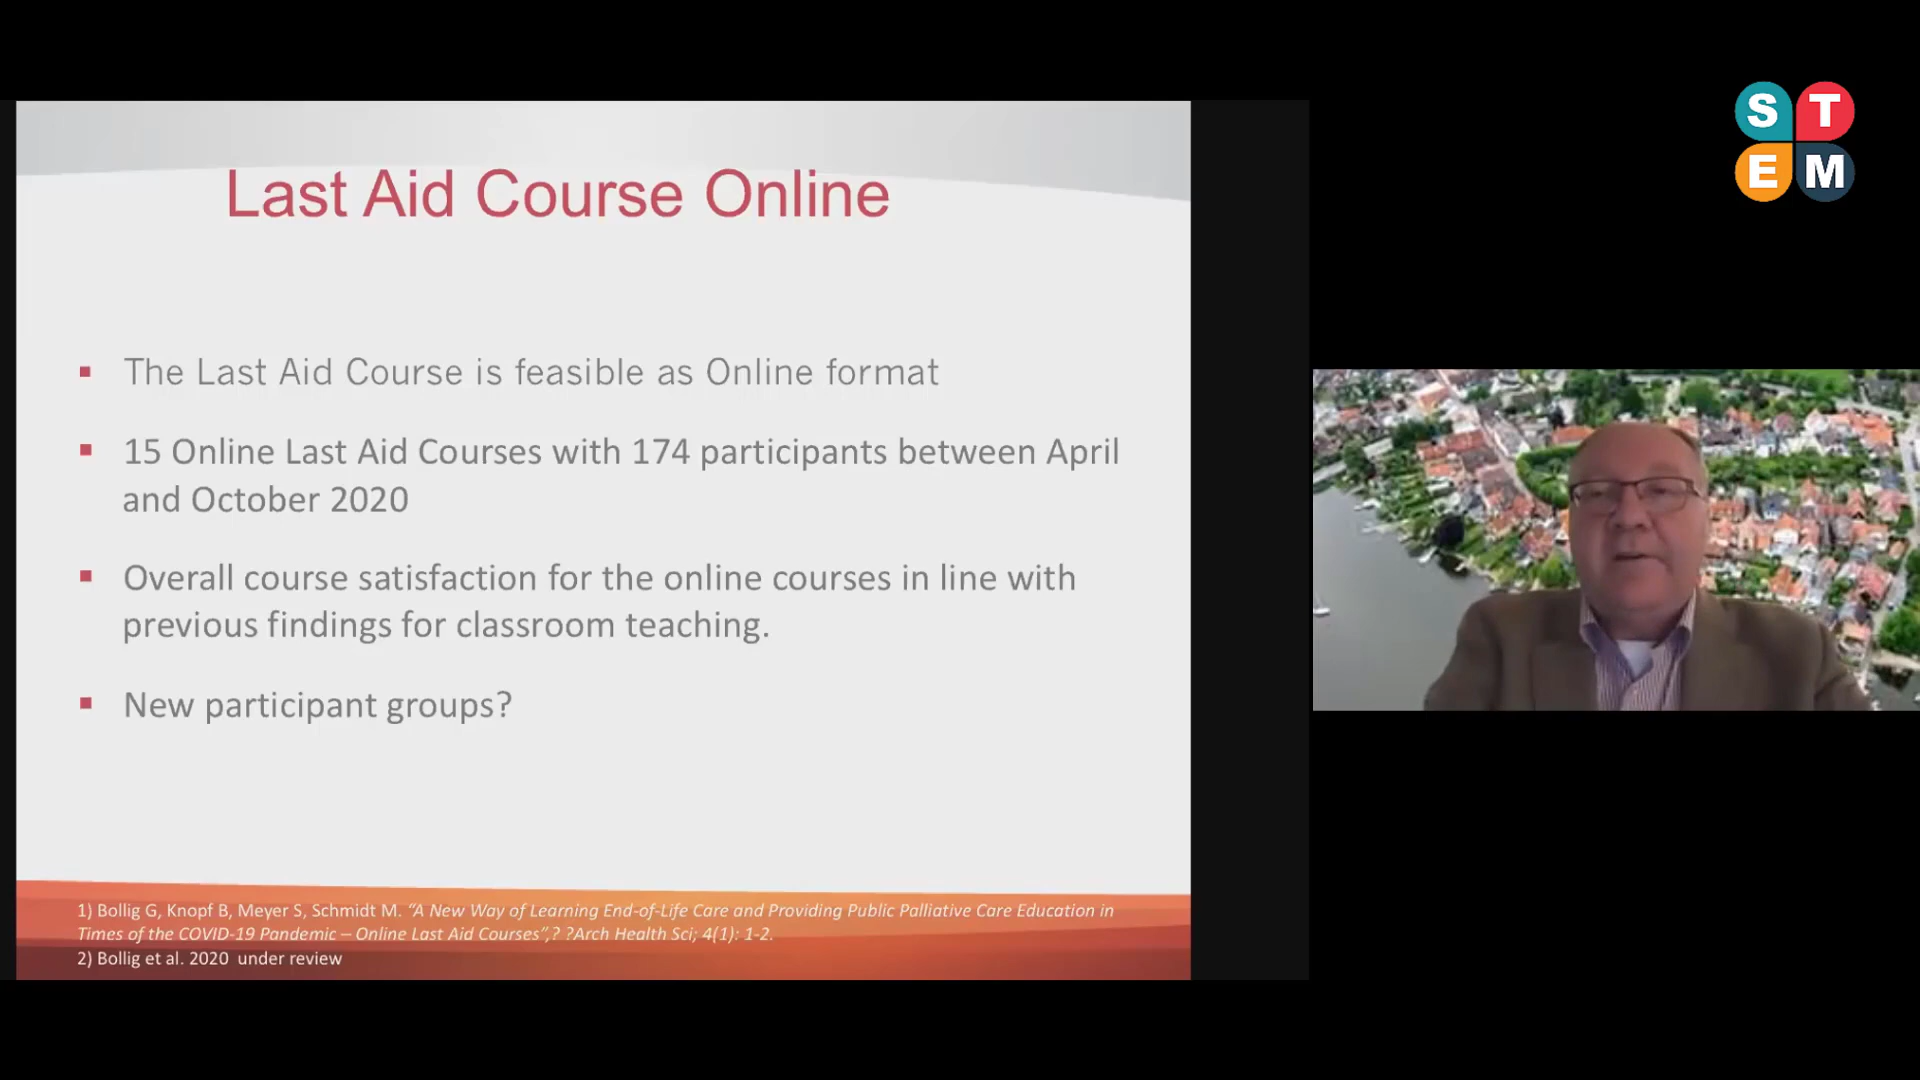 Last Aid Course Online
The Last Aid Course is feasible as Online format
15 Online Last Aid Courses with 174 participants between April
and October 2020
Overall course satisfaction for the online courses in line with
previous findings for classroom teaching.
New participant groups?
1) Bollig G, Knopf B, Meyer S, Schmidt M. “A New Way of Learning End-of-Life Care and Providing Public Palliative Care Education in
Times of the COVID-19 Pandemic – Online Last Aid Courses”,? ?Arch Health Sci; 4(1): 1-2.
2) Bollig et al. 2020 under review
S T
E M